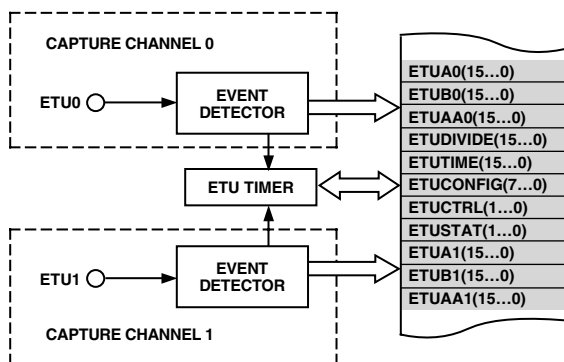 CAPTURE CHANNEL 0
ETU0
EVENT
DETECTOR
ETU TIMER
ETU1
EVENT
DETECTOR
CAPTURE CHANNEL 1
ETUA0(15...0)
ETUB0(15...0)
ETUAA0(15...0)
ETUDIVIDE(15...0)
ETUTIME(15...0)
ETUCONFIG(7...0)
ETUCTRL(1...0)
ETUSTAT(1...0)
ETUA1(15...0)
ETUB1(15...0)
ETUAA1(15...0)